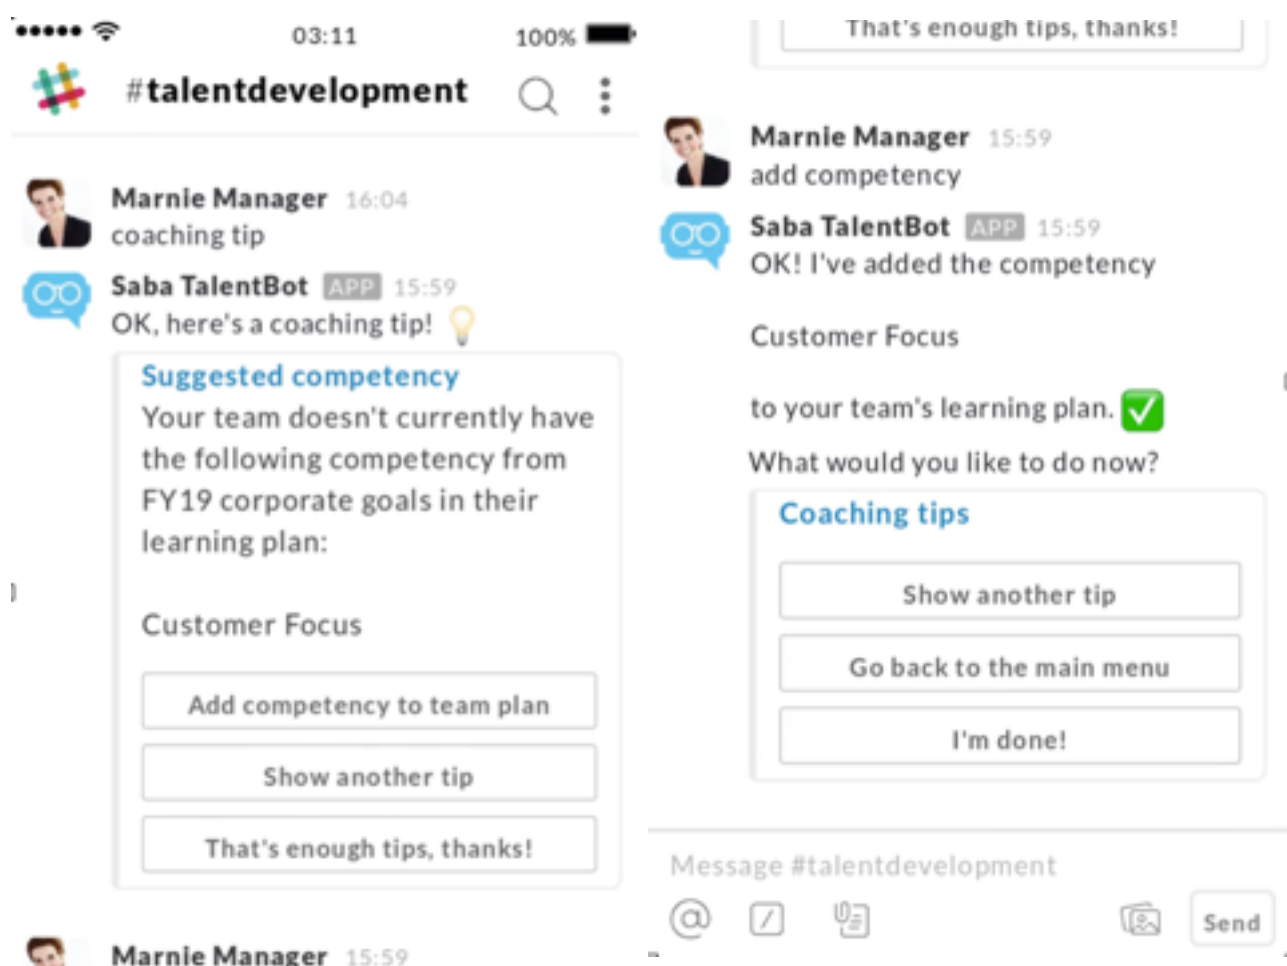 03:11
100%
#talentdevelopment
Marnie Manager 16:04
coaching tip
Saba TalentBot APP 15:59
OK, here's a coaching tip!
Suggested competency
Your team doesn't currently have
the following competency from
FY19 corporate goals in their
learning plan:
Customer Focus
Add competency to team plan
Show another tip
That's enough tips, thanks!
Marnie Manager 15:59
That's enough tips, thanks!
Marnie Manager 15:59
add competency
Saba TalentBot APP 15:59
OK! I've added the competency
Customer Focus
to your team's learning plan.
What would you like to do now?
Coaching tips
Show another tip
Go back to the main menu
I'm done!
Message #talentdevelopment
Send